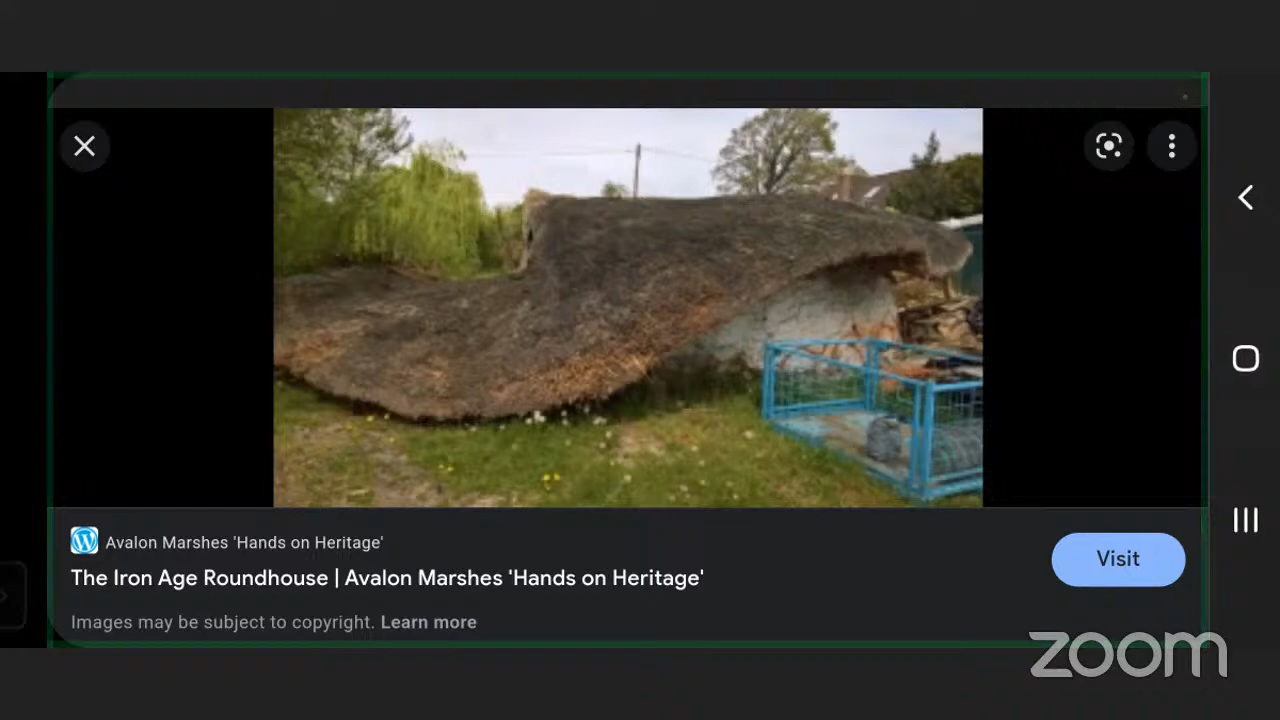 Avalon Marshes 'Hands on Heritage'
The Iron Age Roundhouse | Avalon Marshes 'Hands on Heritage'
Visit
Images may be subject to copyright. Learn more
zoom